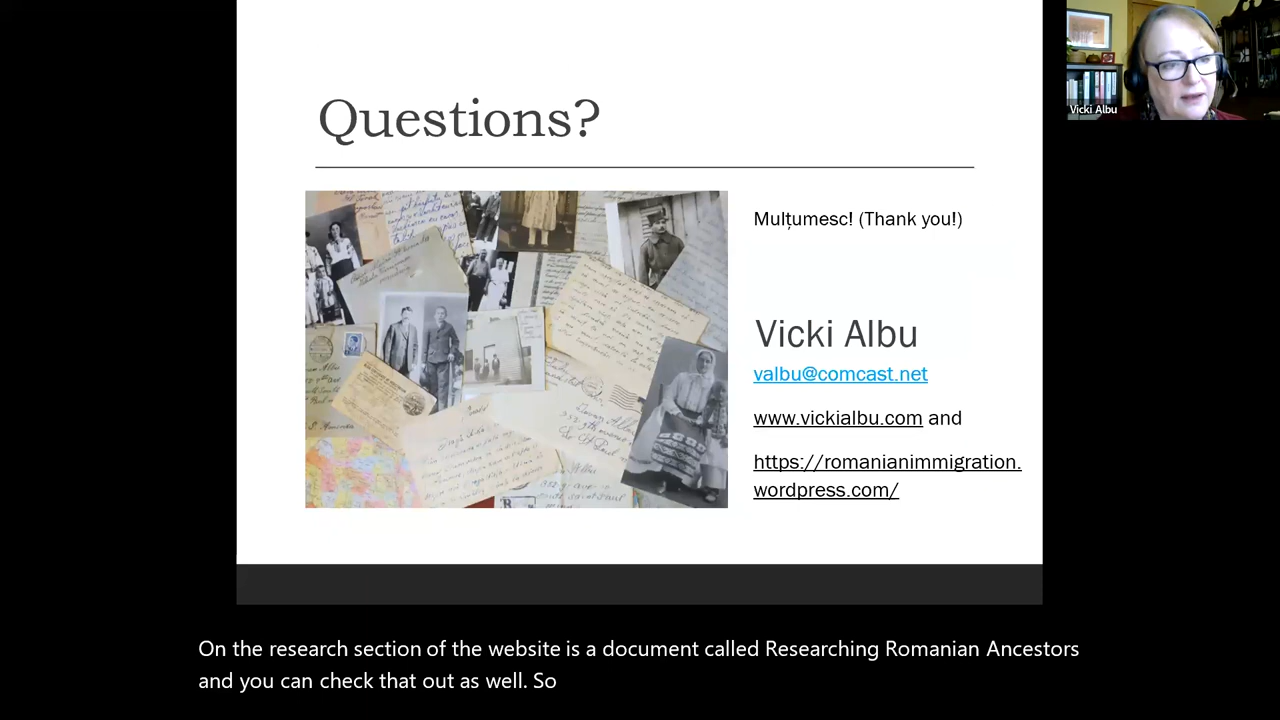 Questions?
Vicki Albu
Mulțumesc! (Thank you!)
Vicki Albu
valbu@comcast.net
www.vickialbu.com and
https://romanianimmigration.
wordpress.com/
On the research section of the website is a document called Researching Romanian Ancestors
and you can check that out as well. So